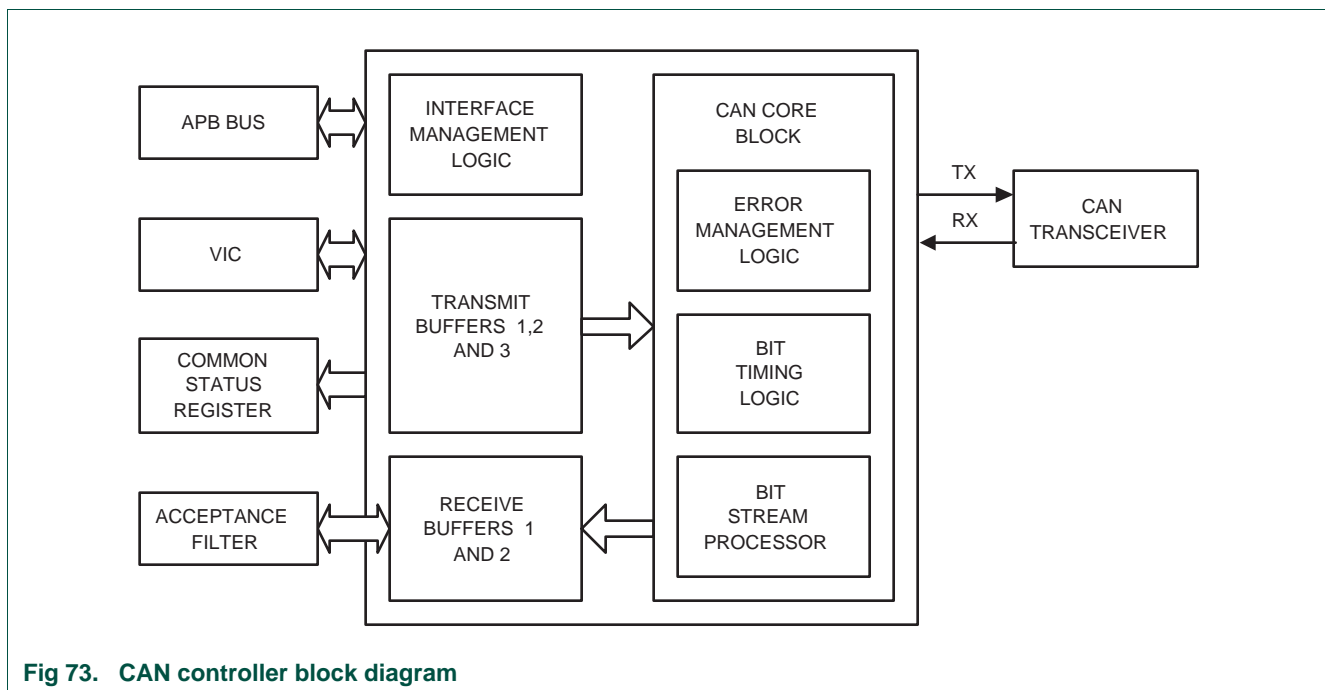 APB BUS
VIC
COMMON
STATUS
REGISTER
ACCEPTANCE
FILTER
INTERFACE
MANAGEMENT
LOGIC
TRANSMIT
BUFFERS 1,2
AND 3
RECEIVE
BUFFERS 1
AND 2
CAN CORE
BLOCK
ERROR
MANAGEMENT
LOGIC
BIT
TIMING
LOGIC
BIT
STREAM
PROCESSOR
TX
RX
CAN
TRANSCEIVER
Fig 73. CAN controller block diagram